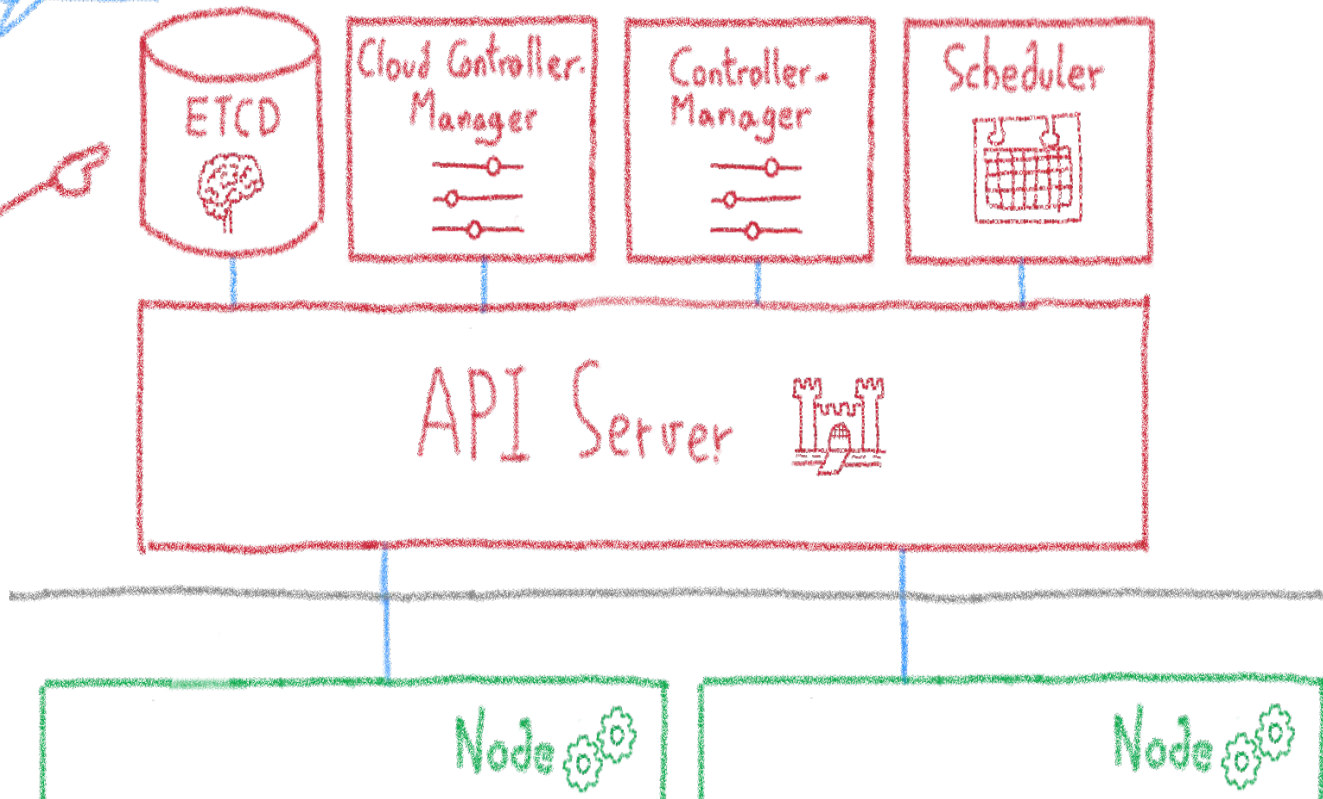 ETCD
Cloud Controller-
Manager
Controller-
Manager
Scheduler
API Server
Node
Node